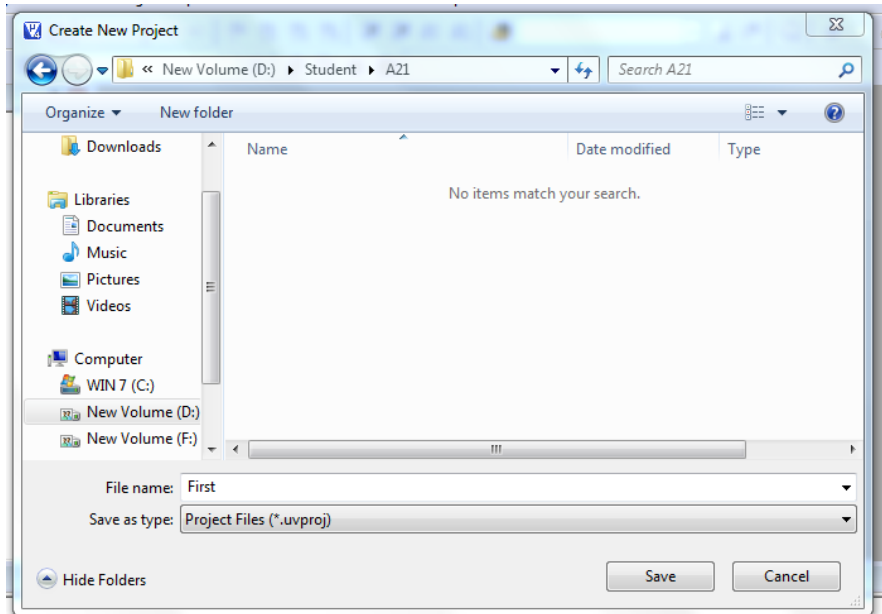 Create New Project
« New Volume (D:) ▸ Student ▸ A21
Search A21
Organize
New folder
Downloads
Libraries
Documents
Music
Pictures
Videos
Computer
WIN 7 (C:)
New Volume (D:)
New Volume (F:)
Name
Date modified
Type
No items match your search.
File name: First
Save as type: Project Files (*.uvproj)
Hide Folders
Save
Cancel